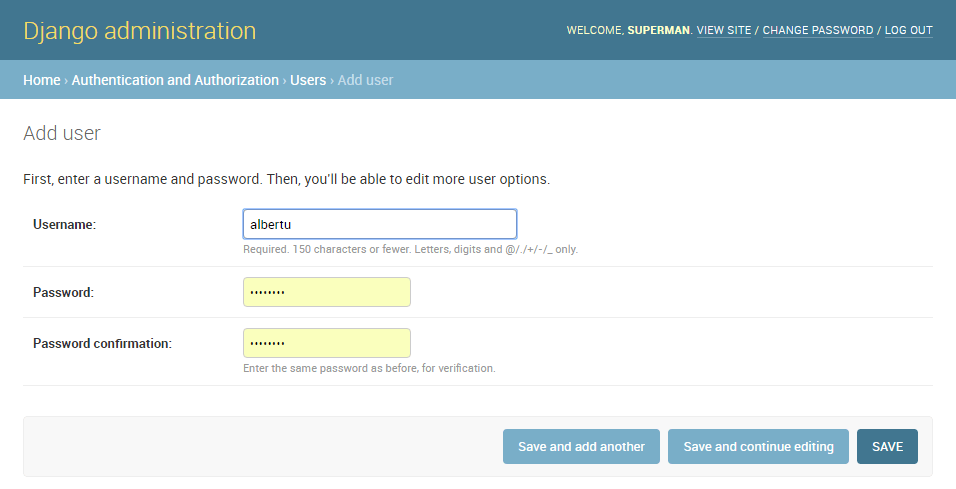 Django administration
WELCOME, SUPERMAN. VIEW SITE / CHANGE PASSWORD / LOG OUT
Home › Authentication and Authorization › Users › Add user
Add user
First, enter a username and password. Then, you'll be able to edit more user options.
Username: albertu
Required. 150 characters or fewer. Letters, digits and @/./+/-/_ only.
Password: ••••••••
Password confirmation: ••••••••
Enter the same password as before, for verification.
Save and add another Save and continue editing SAVE